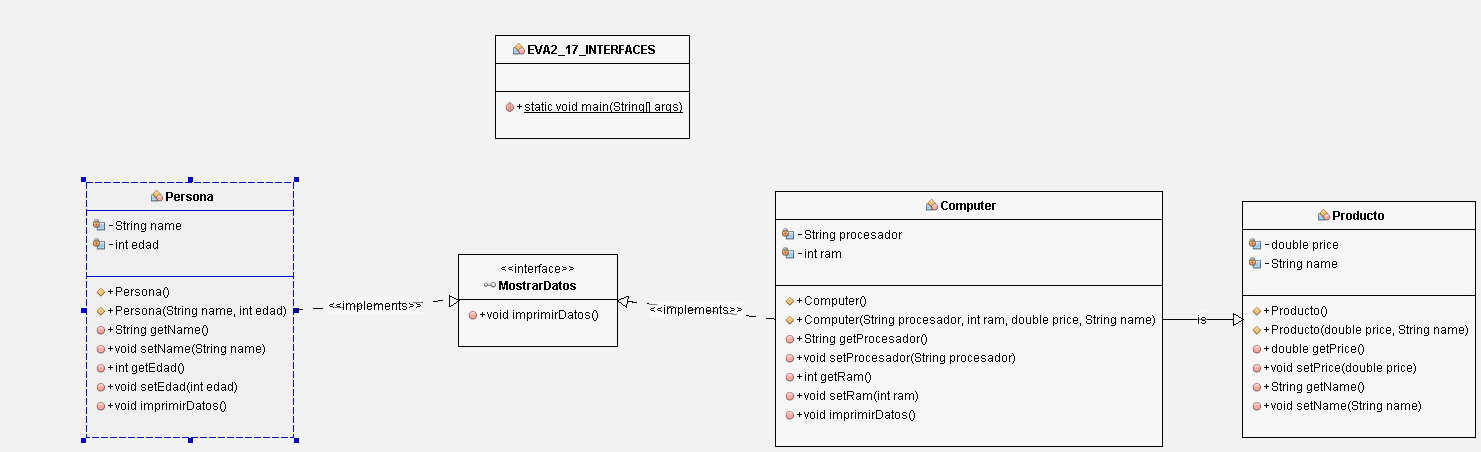 EVA2_17_INTERFACES
+static void main(String[] args)
Persona
-String name
-int edad
+Persona()
+Persona(String name, int edad)
+String getName()
+void setName(String name)
+int getEdad()
+void setEdad(int edad)
+void imprimirDatos()
<<implements>>
<<interface>>
MostrarDatos
+void imprimirDatos()
<<implements>>
Computer
-String procesador
-int ram
+Computer()
+Computer(String procesador, int ram, double price, String name)
+String getProcesador()
+void setProcesador(String procesador)
+int getRam()
+void setRam(int ram)
+void imprimirDatos()
is
Producto
-double price
-String name
+Producto()
+Producto(double price, String name)
+double getPrice()
+void setPrice(double price)
+String getName()
+void setName(String name)